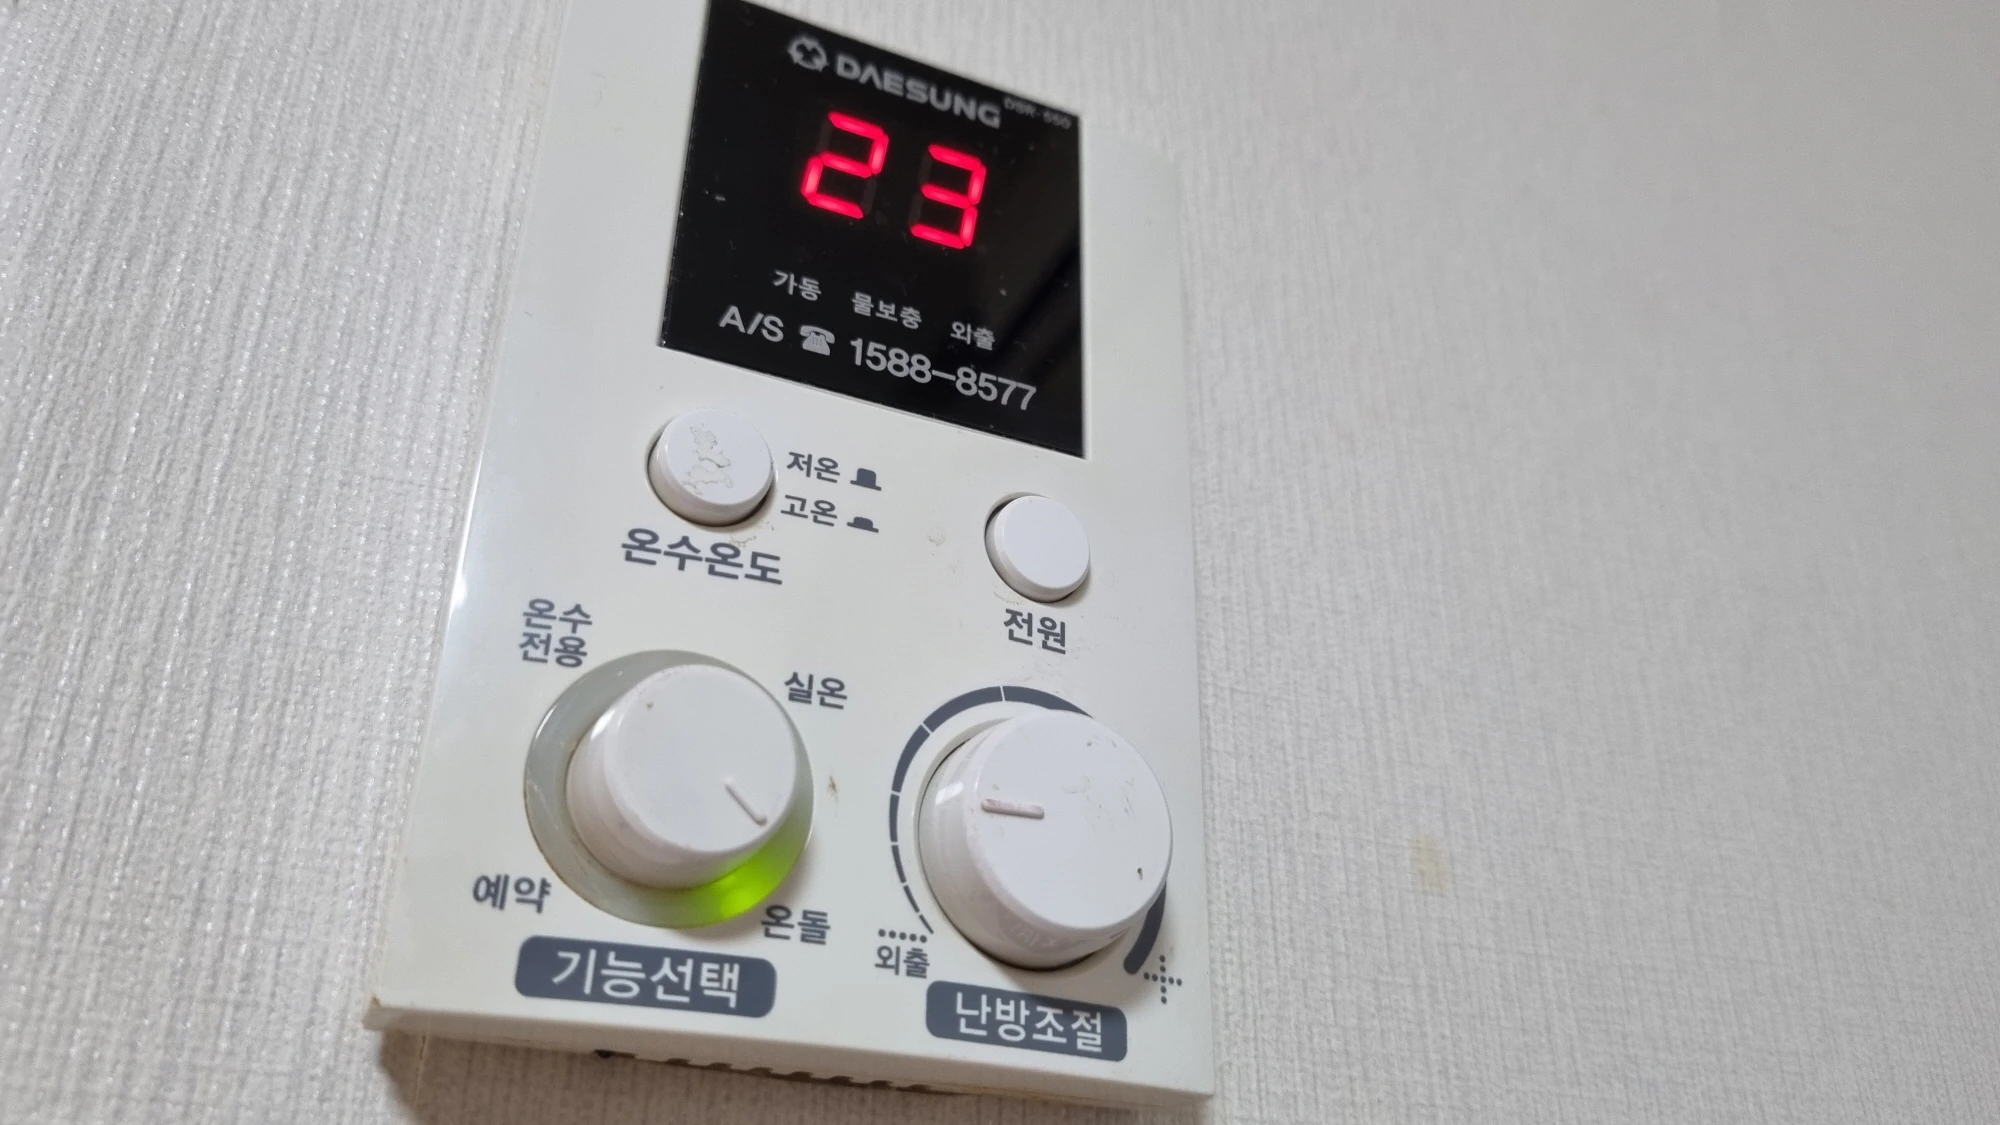 DAESUNG DSR-550
23
가동 물보충 외출
A/S ☎ 1588-8577
저온
고온
온수온도
전원
온수
전용
실온
예약
온돌
기능선택
외출
+
난방조절